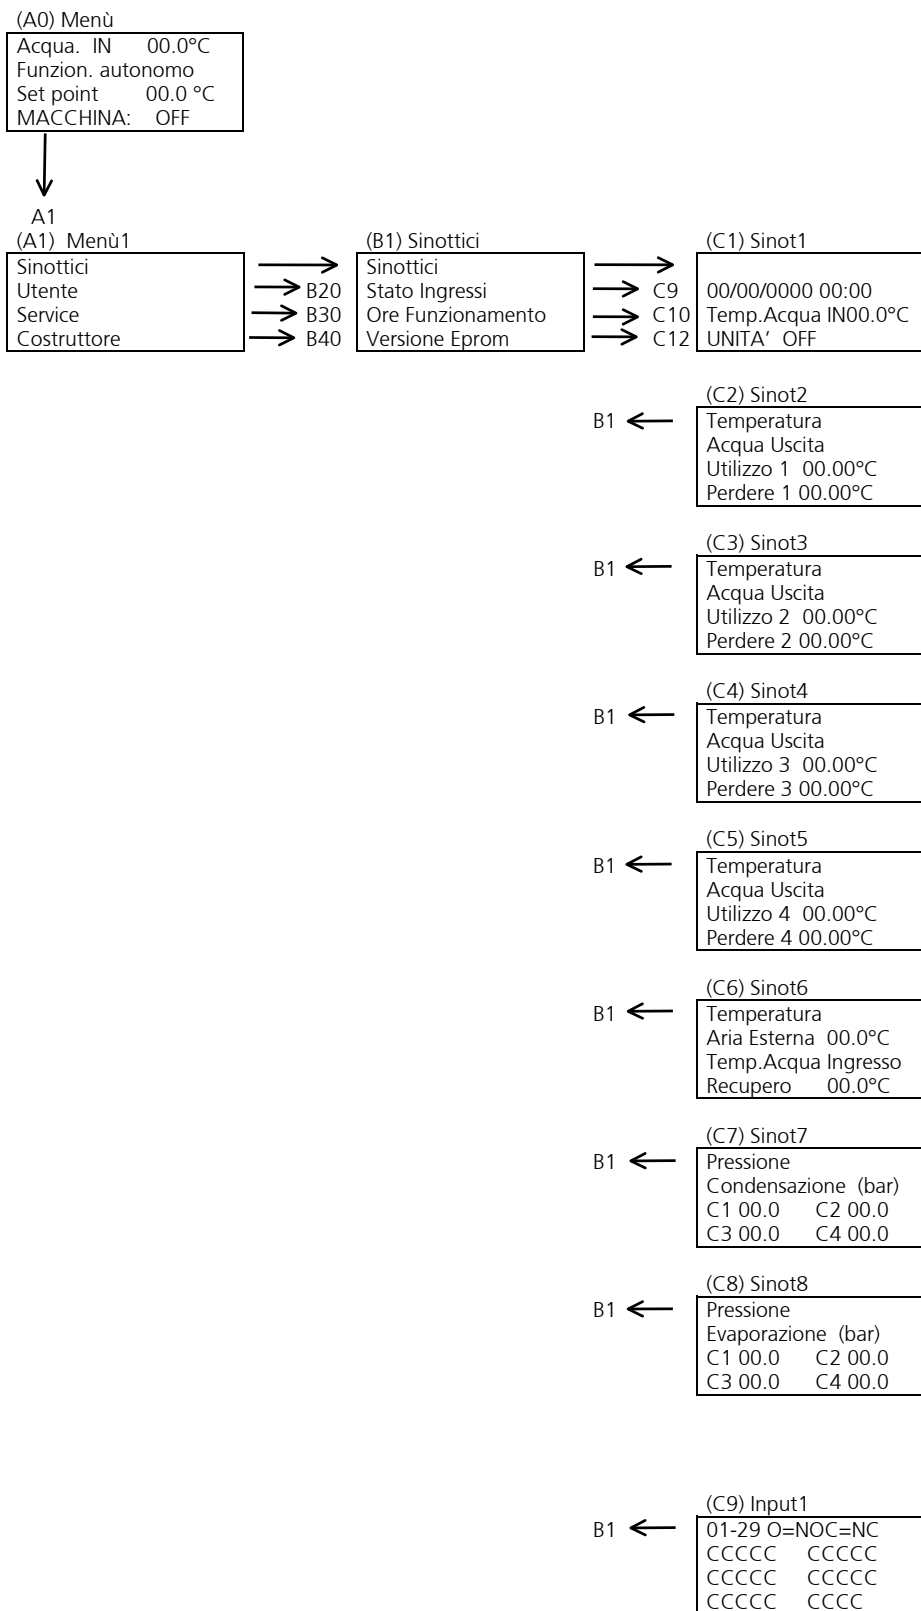 (A0) Menù
Acqua. IN 00.0°C
Funzion. autonomo
Set point 00.0 °C
MACCHINA: OFF
A1
(A1) Menù1
Sinottici
Utente B20
Service B30
Costruttore B40
(B1) Sinottici
Sinottici
Stato Ingressi C9
Ore Funzionamento C10
Versione Eprom C12
(C1) Sinot1
00/00/0000 00:00
Temp.Acqua IN00.0°C
UNITA’ OFF
(C2) Sinot2
B1
Temperatura
Acqua Uscita
Utilizzo 1 00.00°C
Perdere 1 00.00°C
(C3) Sinot3
B1
Temperatura
Acqua Uscita
Utilizzo 2 00.00°C
Perdere 2 00.00°C
(C4) Sinot4
B1
Temperatura
Acqua Uscita
Utilizzo 3 00.00°C
Perdere 3 00.00°C
(C5) Sinot5
B1
Temperatura
Acqua Uscita
Utilizzo 4 00.00°C
Perdere 4 00.00°C
(C6) Sinot6
B1
Temperatura
Aria Esterna 00.0°C
Temp.Acqua Ingresso
Recupero 00.0°C
(C7) Sinot7
B1
Pressione
Condensazione (bar)
C1 00.0 C2 00.0
C3 00.0 C4 00.0
(C8) Sinot8
B1
Pressione
Evaporazione (bar)
C1 00.0 C2 00.0
C3 00.0 C4 00.0
(C9) Input1
B1
01-29 O=NOC=NC
CCCCC CCCCC
CCCCC CCCCC
CCCCC CCCC